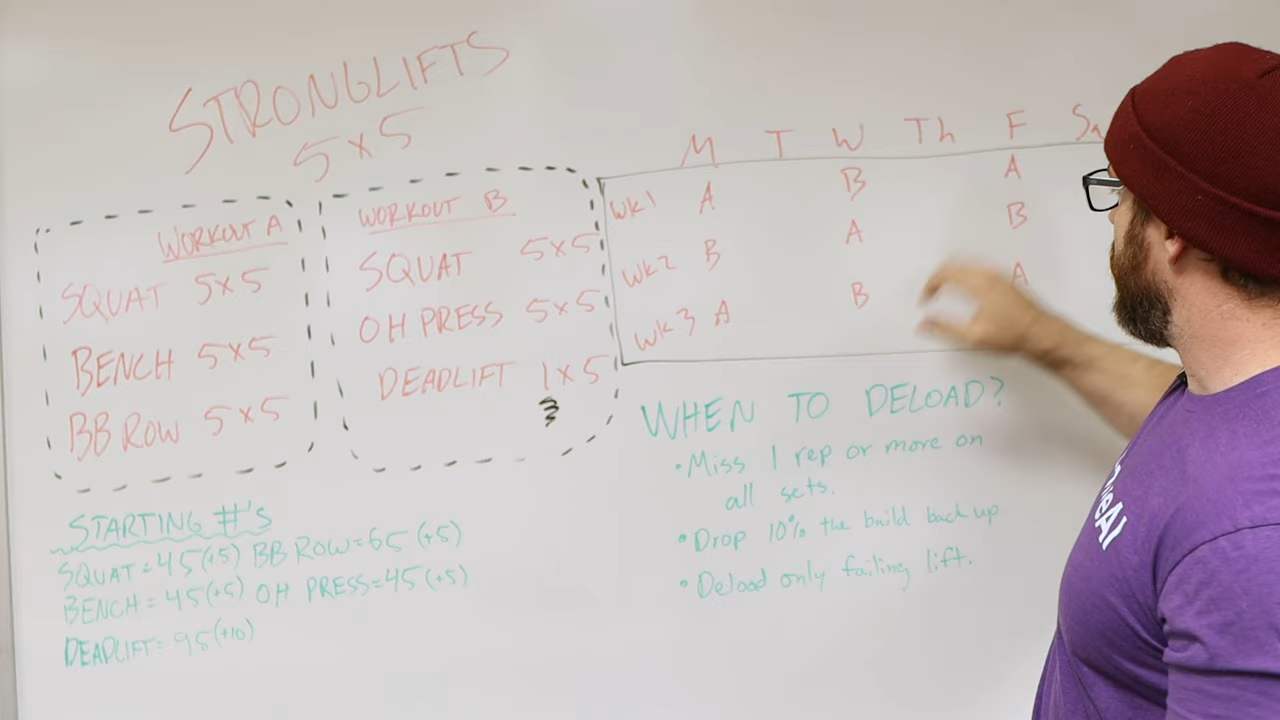 STRONGLIFTS
5×5
WORKOUT A
SQUAT 5×5
BENCH 5×5
BB ROW 5×5
WORKOUT B
SQUAT 5×5
OH PRESS 5×5
DEADLIFT 1×5
M T W Th F
WK1 A B A
WK2 B A B
WK3 A B A
WHEN TO DELOAD?
• Miss 1 rep or more on
all sets.
• Drop 10% the build back up
• Deload only failing lift.
STARTING #'S
SQUAT=45(+5) BB ROW=65(+5)
BENCH=45(+5) OH PRESS=45(+5)
DEADLIFT=95(+10)